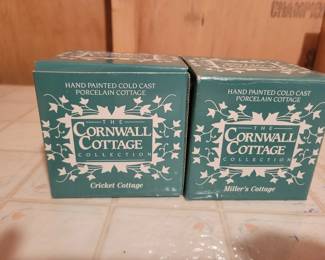 CHAMPION
HAND PAINTED COLD CAST
PORCELAIN COTTAGE
THE
CORNWALL
COTTAGE
COLLECTION
Cricket Cottage
HAND PAINTED COLD CAST
PORCELAIN COTTAGE
THE
CORNWALL
COTTAGE
COLLECTION
Miller's Cottage